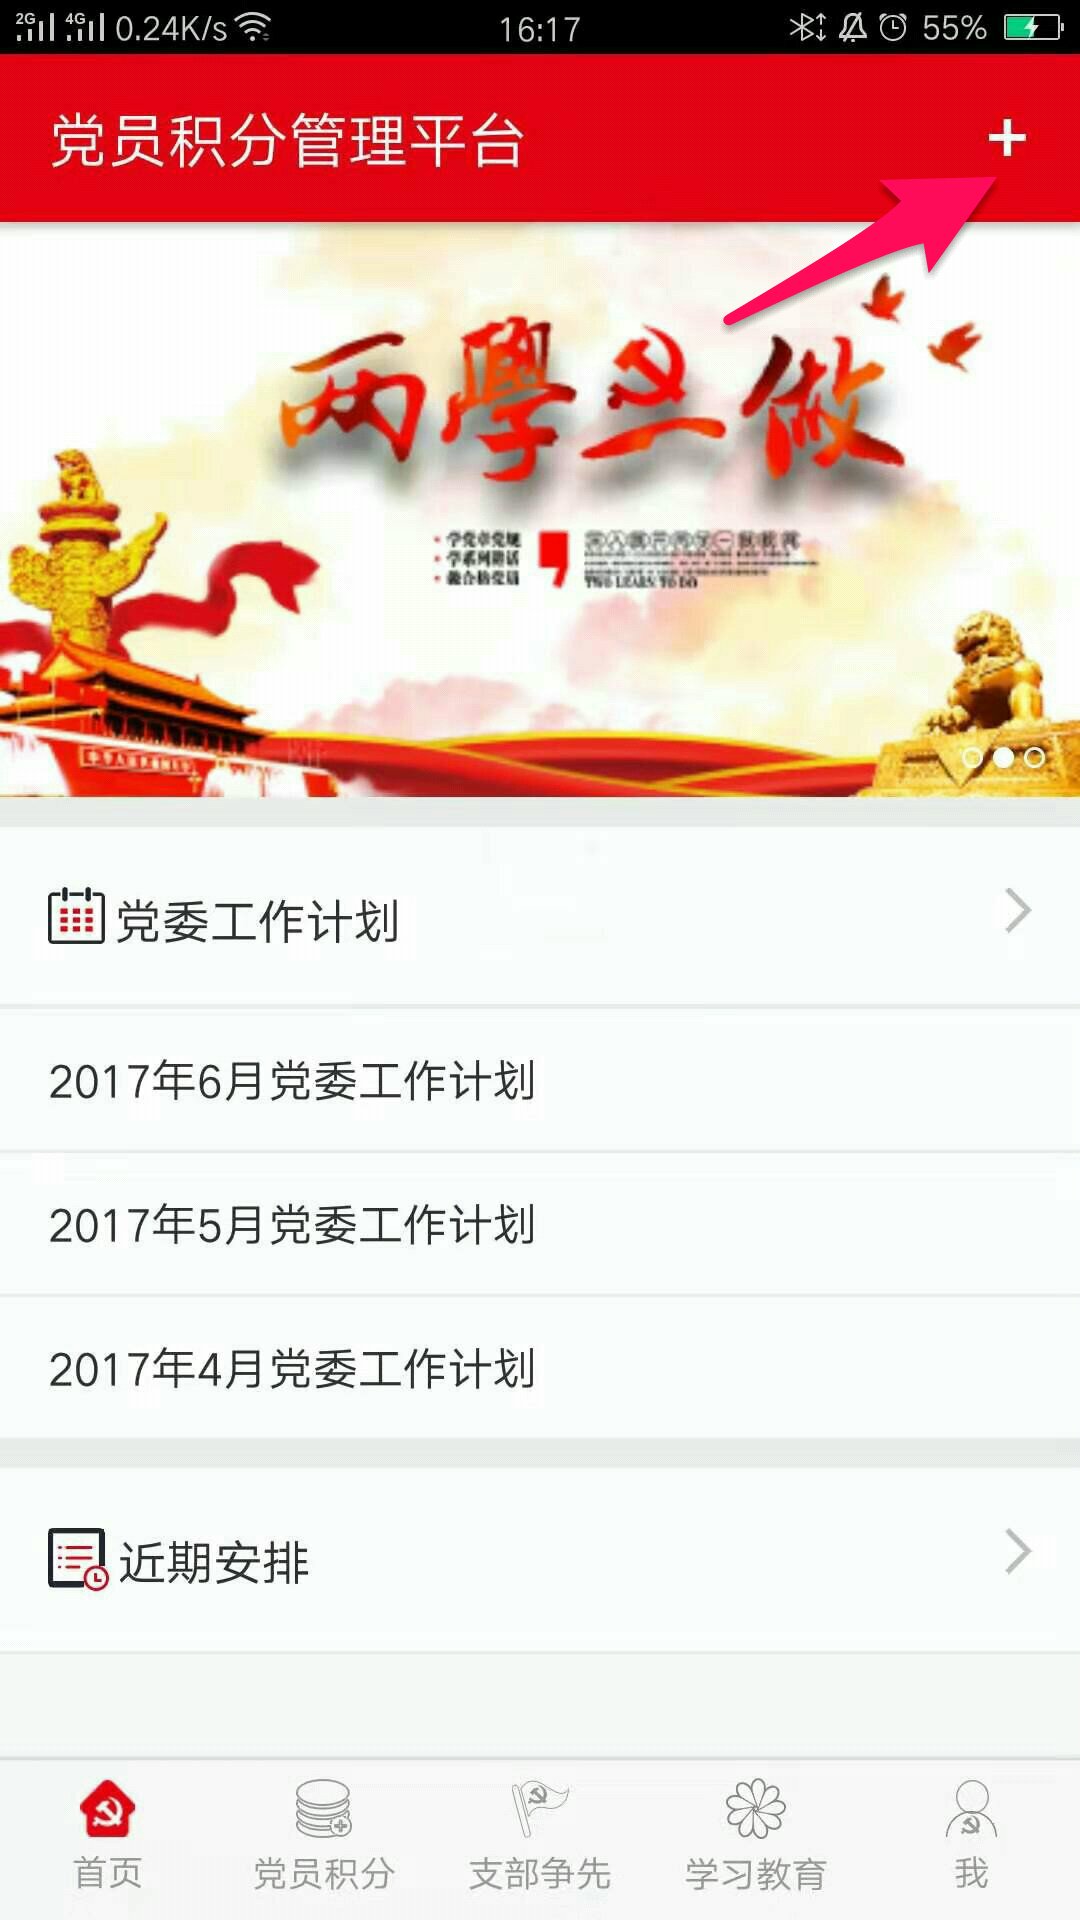 2G 4G 0.24K/s 16:17 55%
党员积分管理平台
两學一做
学党章党规
学系列讲话
做合格党员
TWO LEARN TO DO
党委工作计划
2017年6月党委工作计划
2017年5月党委工作计划
2017年4月党委工作计划
近期安排
首页 党员积分 支部争先 学习教育 我